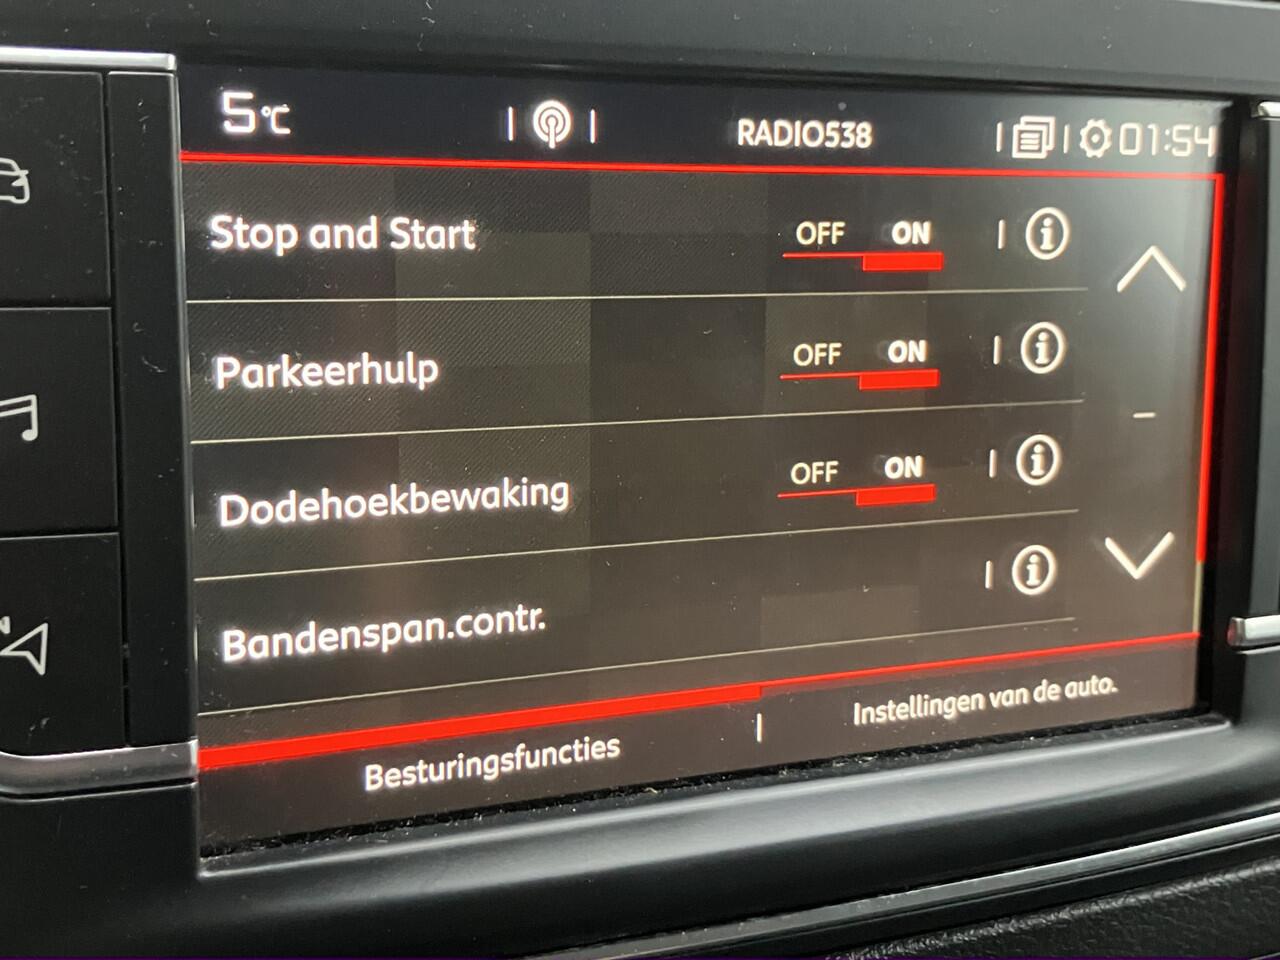 5°C
RADIO538
01:54
Stop and Start
OFF ON
Parkeerhulp
OFF ON
Dodehoekbewaking
OFF ON
Bandenspan.contr.
Besturingsfuncties
Instellingen van de auto.